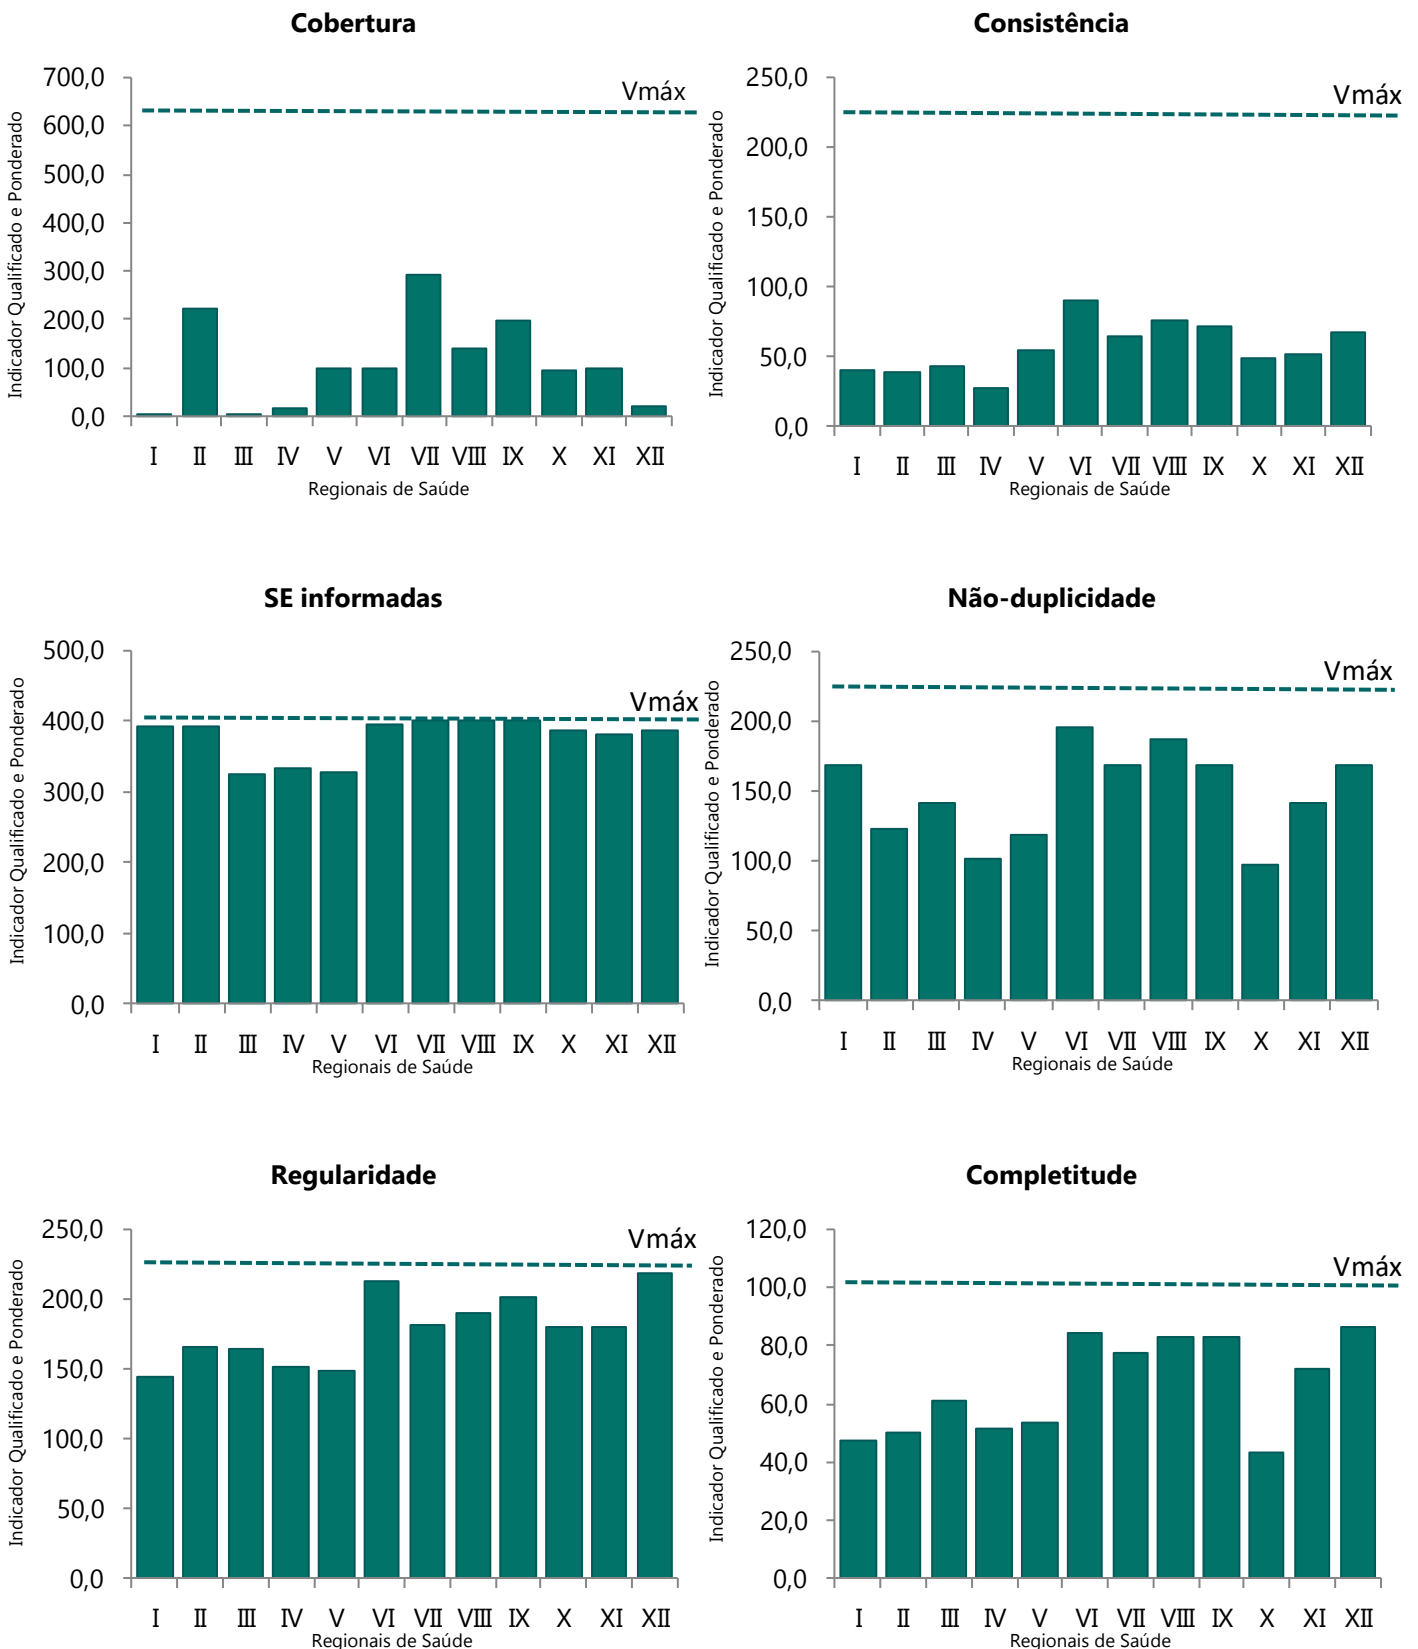 Cobertura
Indicador Qualificado e Ponderado
700,0
600,0
500,0
400,0
300,0
200,0
100,0
0,0
Vmáx
I II III IV V VI VII VIII IX X XI XII
Regionais de Saúde
Consistência
Indicador Qualificado e Ponderado
250,0
200,0
150,0
100,0
50,0
0,0
Vmáx
I II III IV V VI VII VIII IX X XI XII
Regionais de Saúde
SE informadas
Indicador Qualificado e Ponderado
500,0
400,0
300,0
200,0
100,0
0,0
Vmáx
I II III IV V VI VII VIII IX X XI XII
Regionais de Saúde
Não-duplicidade
Indicador Qualificado e Ponderado
250,0
200,0
150,0
100,0
50,0
0,0
Vmáx
I II III IV V VI VII VIII IX X XI XII
Regionais de Saúde
Regularidade
Indicador Qualificado e Ponderado
250,0
200,0
150,0
100,0
50,0
0,0
Vmáx
I II III IV V VI VII VIII IX X XI XII
Regionais de Saúde
Completitude
Indicador Qualificado e Ponderado
120,0
100,0
80,0
60,0
40,0
20,0
0,0
Vmáx
I II III IV V VI VII VIII IX X XI XII
Regionais de Saúde